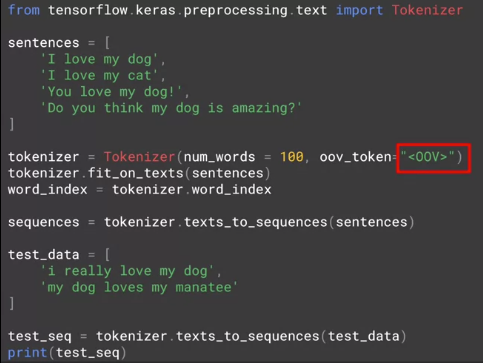 from tensorflow.keras.preprocessing.text import Tokenizer
sentences = [
'I love my dog',
'I love my cat',
'You love my dog!',
'Do you think my dog is amazing?'
]
tokenizer = Tokenizer(num_words = 100, oov_token="<OOV>")
tokenizer.fit_on_texts(sentences)
word_index = tokenizer.word_index
sequences = tokenizer.texts_to_sequences(sentences)
test_data = [
'i really love my dog',
'my dog loves my manatee'
]
test_seq = tokenizer.texts_to_sequences(test_data)
print(test_seq)